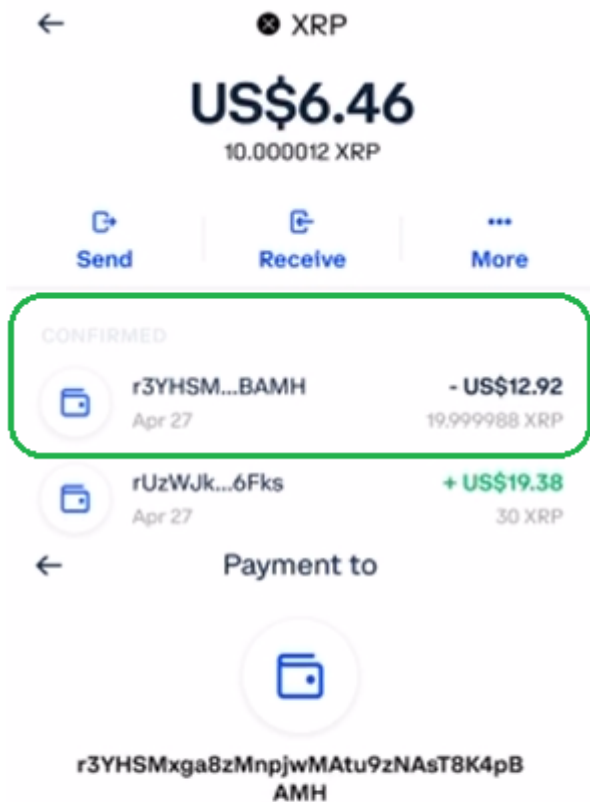 XRP
US$6.46
10.000012 XRP
Send Receive More
CONFIRMED
r3YHSM...BAMH - US$12.92
Apr 27 19.999988 XRP
rUzWJk...6Fks + US$19.38
Apr 27 30 XRP
Payment to
r3YHSMxga8zMnpjwMAtu9zNAsT8K4pB
AMH